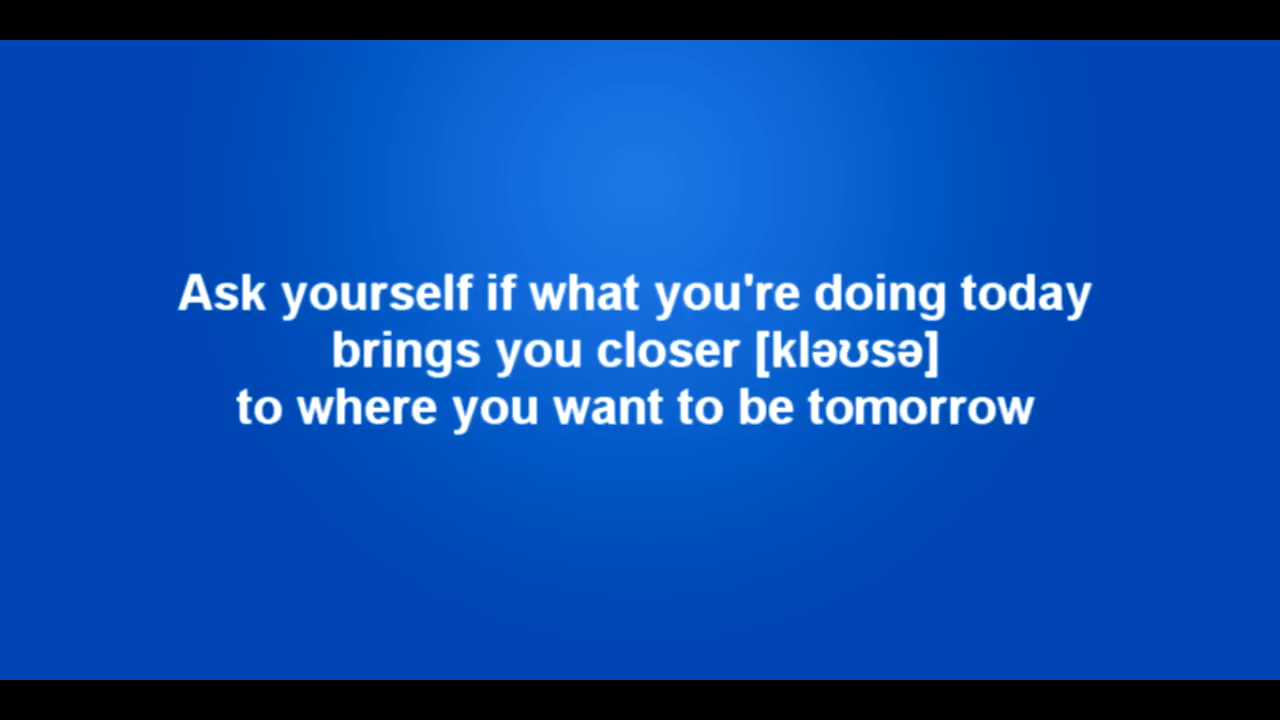 Ask yourself if what you're doing today
brings you closer [kləʊsə]
to where you want to be tomorrow